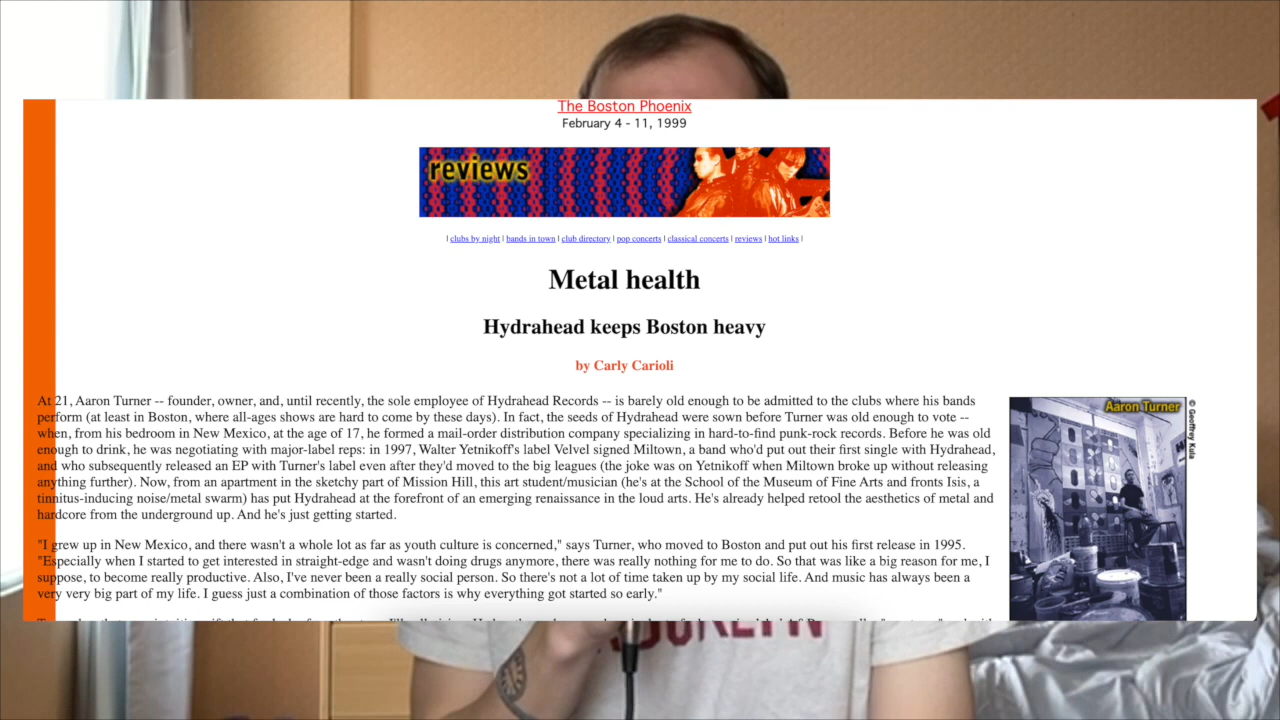 The Boston Phoenix
February 4 - 11, 1999
reviews
| clubs by night | bands in town | club directory | pop concerts | classical concerts | reviews | hot links |
Metal health
Hydrahead keeps Boston heavy
by Carly Carioli
At 21, Aaron Turner -- founder, owner, and, until recently, the sole employee of Hydrahead Records -- is barely old enough to be admitted to the clubs where his bands
perform (at least in Boston, where all-ages shows are hard to come by these days). In fact, the seeds of Hydrahead were sown before Turner was old enough to vote --
when, from his bedroom in New Mexico, at the age of 17, he formed a mail-order distribution company specializing in hard-to-find punk-rock records. Before he was old
enough to drink, he was negotiating with major-label reps: in 1997, Walter Yetnikoff's label Velvel signed Miltown, a band who'd put out their first single with Hydrahead,
and who subsequently released an EP with Turner's label even after they'd moved to the big leagues (the joke was on Yetnikoff when Miltown broke up without releasing
anything further). Now, from an apartment in the sketchy part of Mission Hill, this art student/musician (he's at the School of the Museum of Fine Arts and fronts Isis, a
tinnitus-inducing noise/metal swarm) has put Hydrahead at the forefront of an emerging renaissance in the loud arts. He's already helped retool the aesthetics of metal and
hardcore from the underground up. And he's just getting started.
"I grew up in New Mexico, and there wasn't a whole lot as far as youth culture is concerned," says Turner, who moved to Boston and put out his first release in 1995.
"Especially when I started to get interested in straight-edge and wasn't doing drugs anymore, there was really nothing for me to do. So that was like a big reason for me, I
suppose, to become really productive. Also, I've never been a really social person. So there's not a lot of time taken up by my social life. And music has always been a
very very big part of my life. I guess just a combination of those factors is why everything got started so early."
Aaron Turner
© Geoffrey Kula